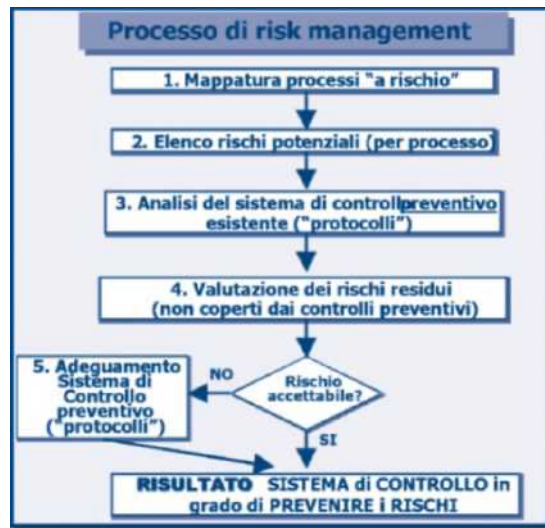 Processo di risk management
1. Mappatura processi “a rischio”
2. Elenco rischi potenziali (per processo)
3. Analisi del sistema di controllo preventivo
esistente (“protocolli”)
4. Valutazione dei rischi residui
(non coperti dai controlli preventivi)
Rischio
accettabile?
NO
5. Adeguamento
Sistema di
Controllo
preventivo
(“protocolli”)
SI
RISULTATO SISTEMA di CONTROLLO in
grado di PREVENIRE i RISCHI